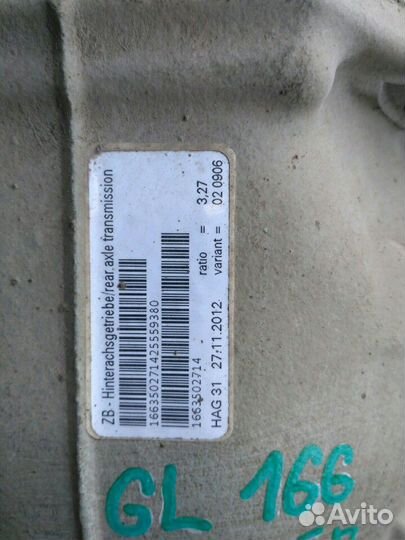 ZB - Hinterachsgetriebe/rear axle transmission
166350271425559380
1663502714
HAG 31 27.11.2012
ratio = 3,27
variant = 02 0906
GL 166
Avito